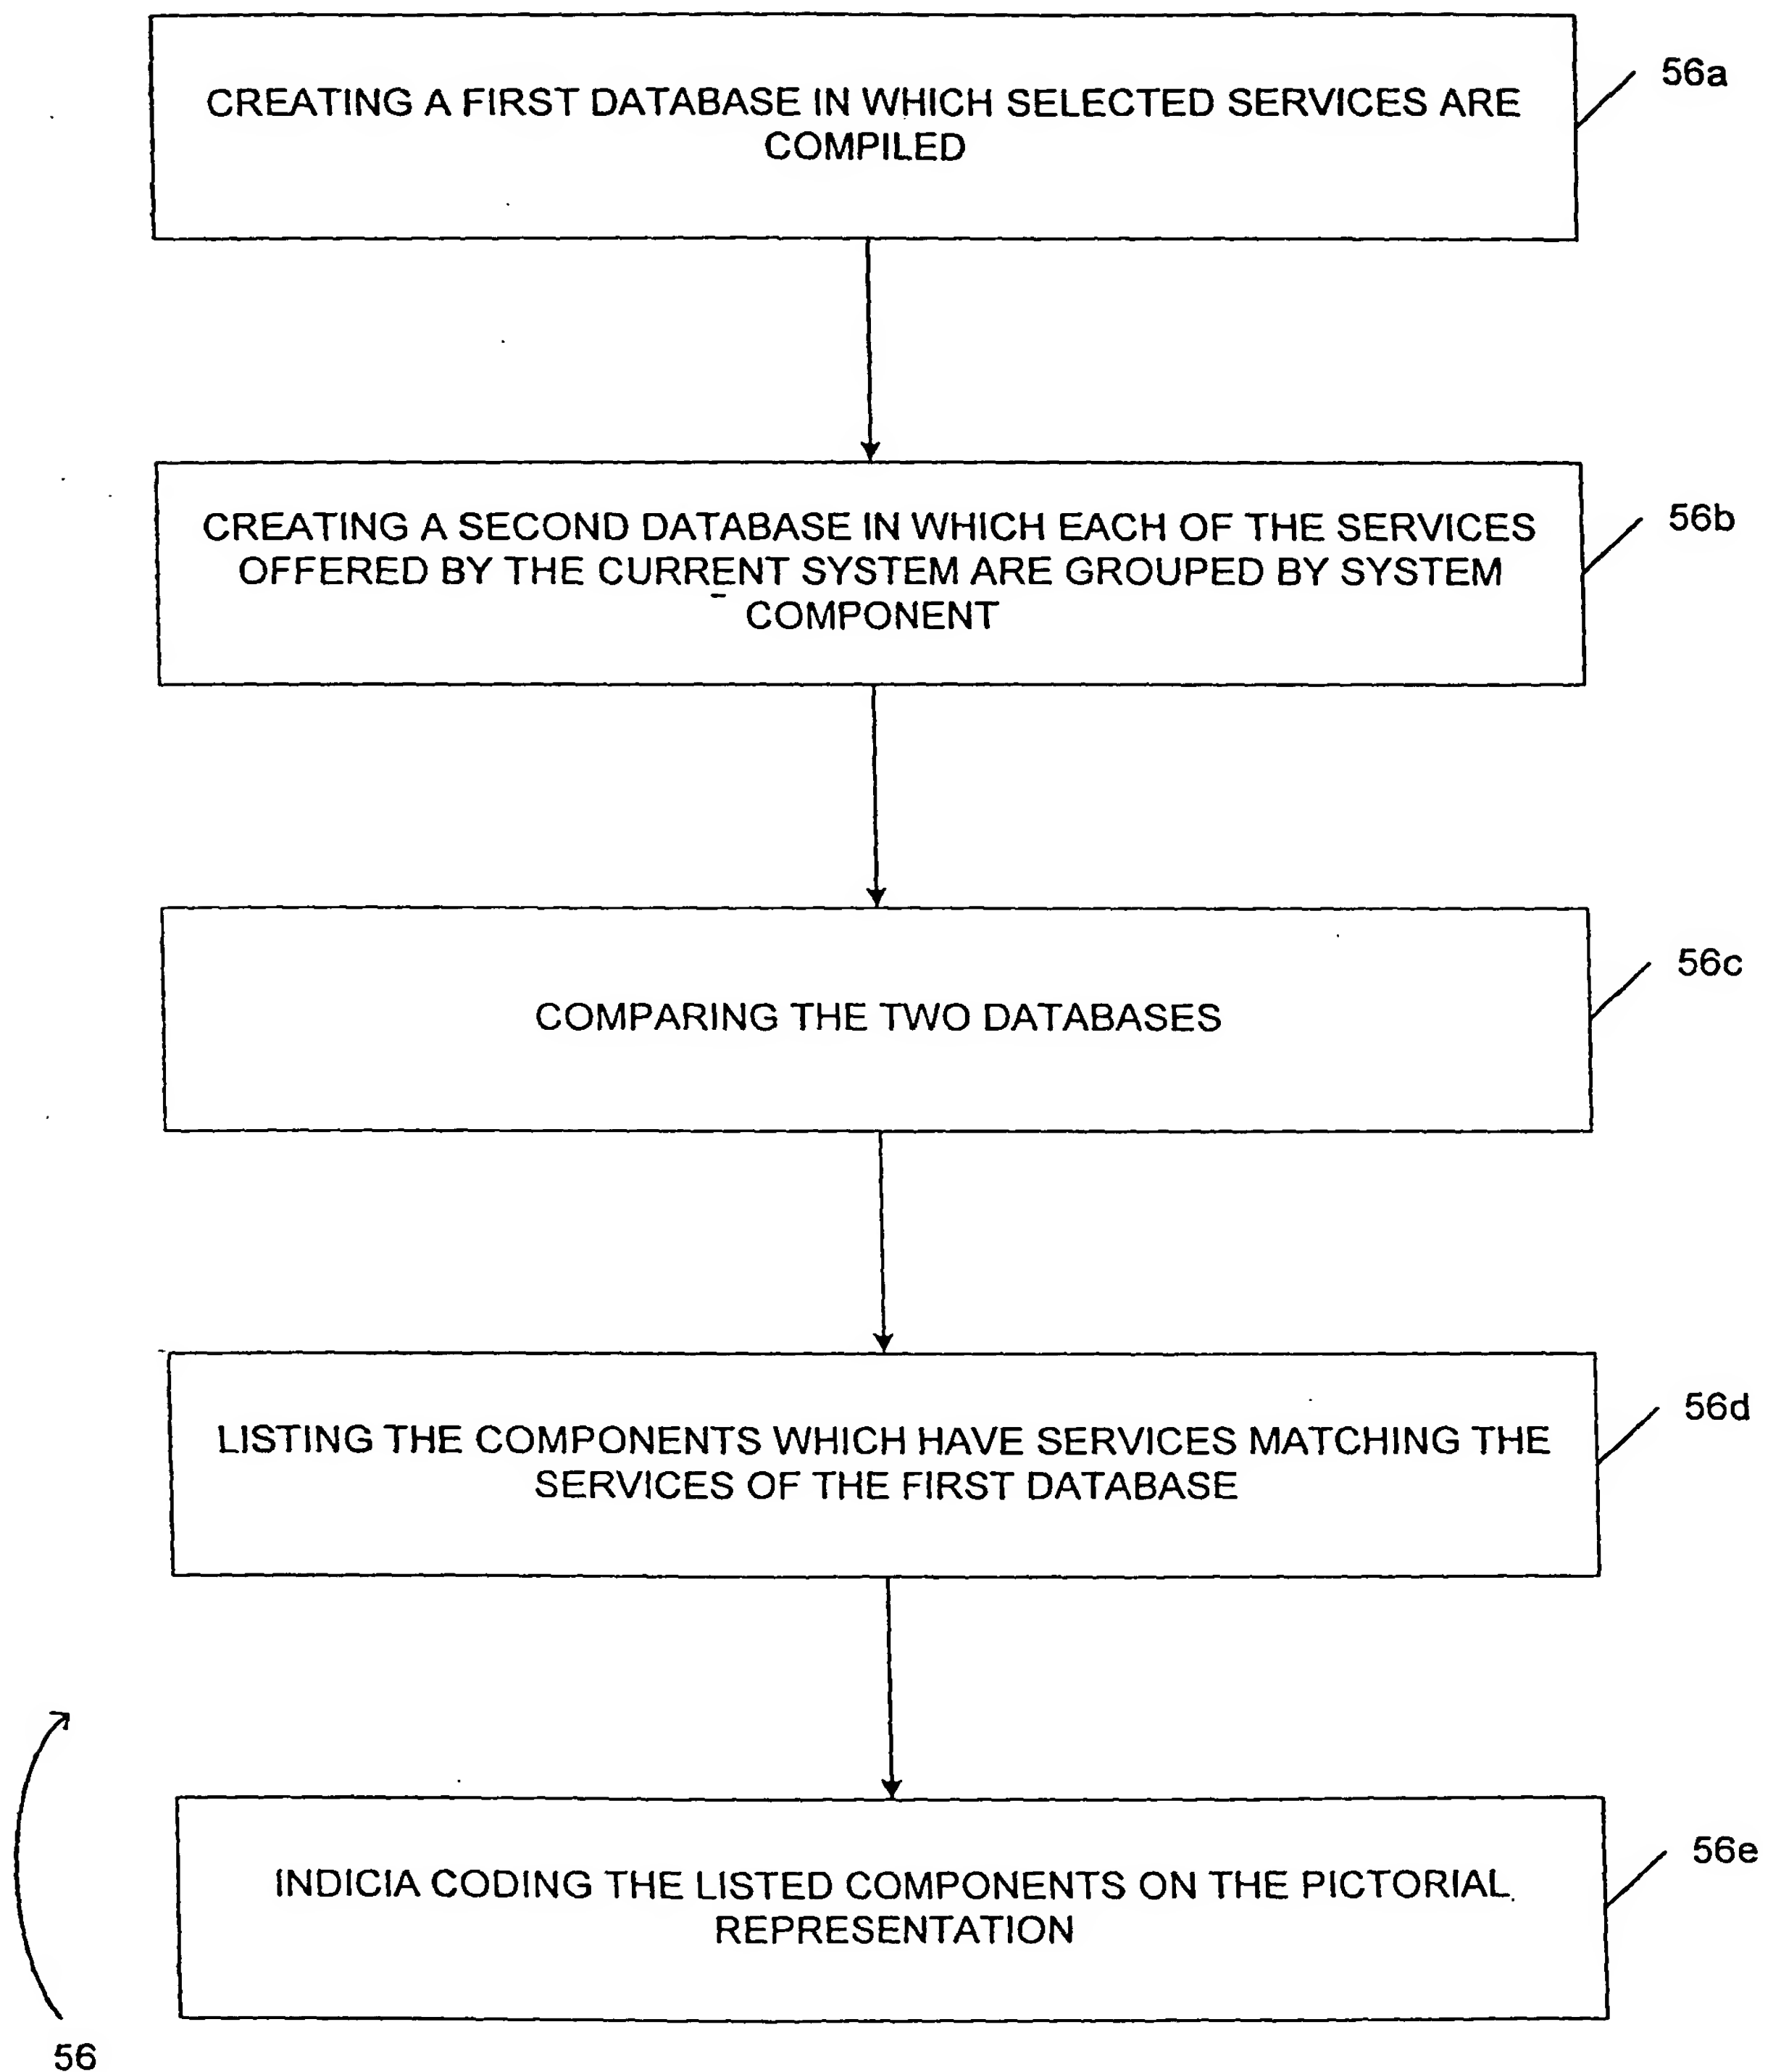 56a
CREATING A FIRST DATABASE IN WHICH SELECTED SERVICES ARE
COMPILED
56b
CREATING A SECOND DATABASE IN WHICH EACH OF THE SERVICES
OFFERED BY THE CURRENT SYSTEM ARE GROUPED BY SYSTEM
COMPONENT
56c
COMPARING THE TWO DATABASES
56d
LISTING THE COMPONENTS WHICH HAVE SERVICES MATCHING THE
SERVICES OF THE FIRST DATABASE
56e
INDICIA CODING THE LISTED COMPONENTS ON THE PICTORIAL
REPRESENTATION
56